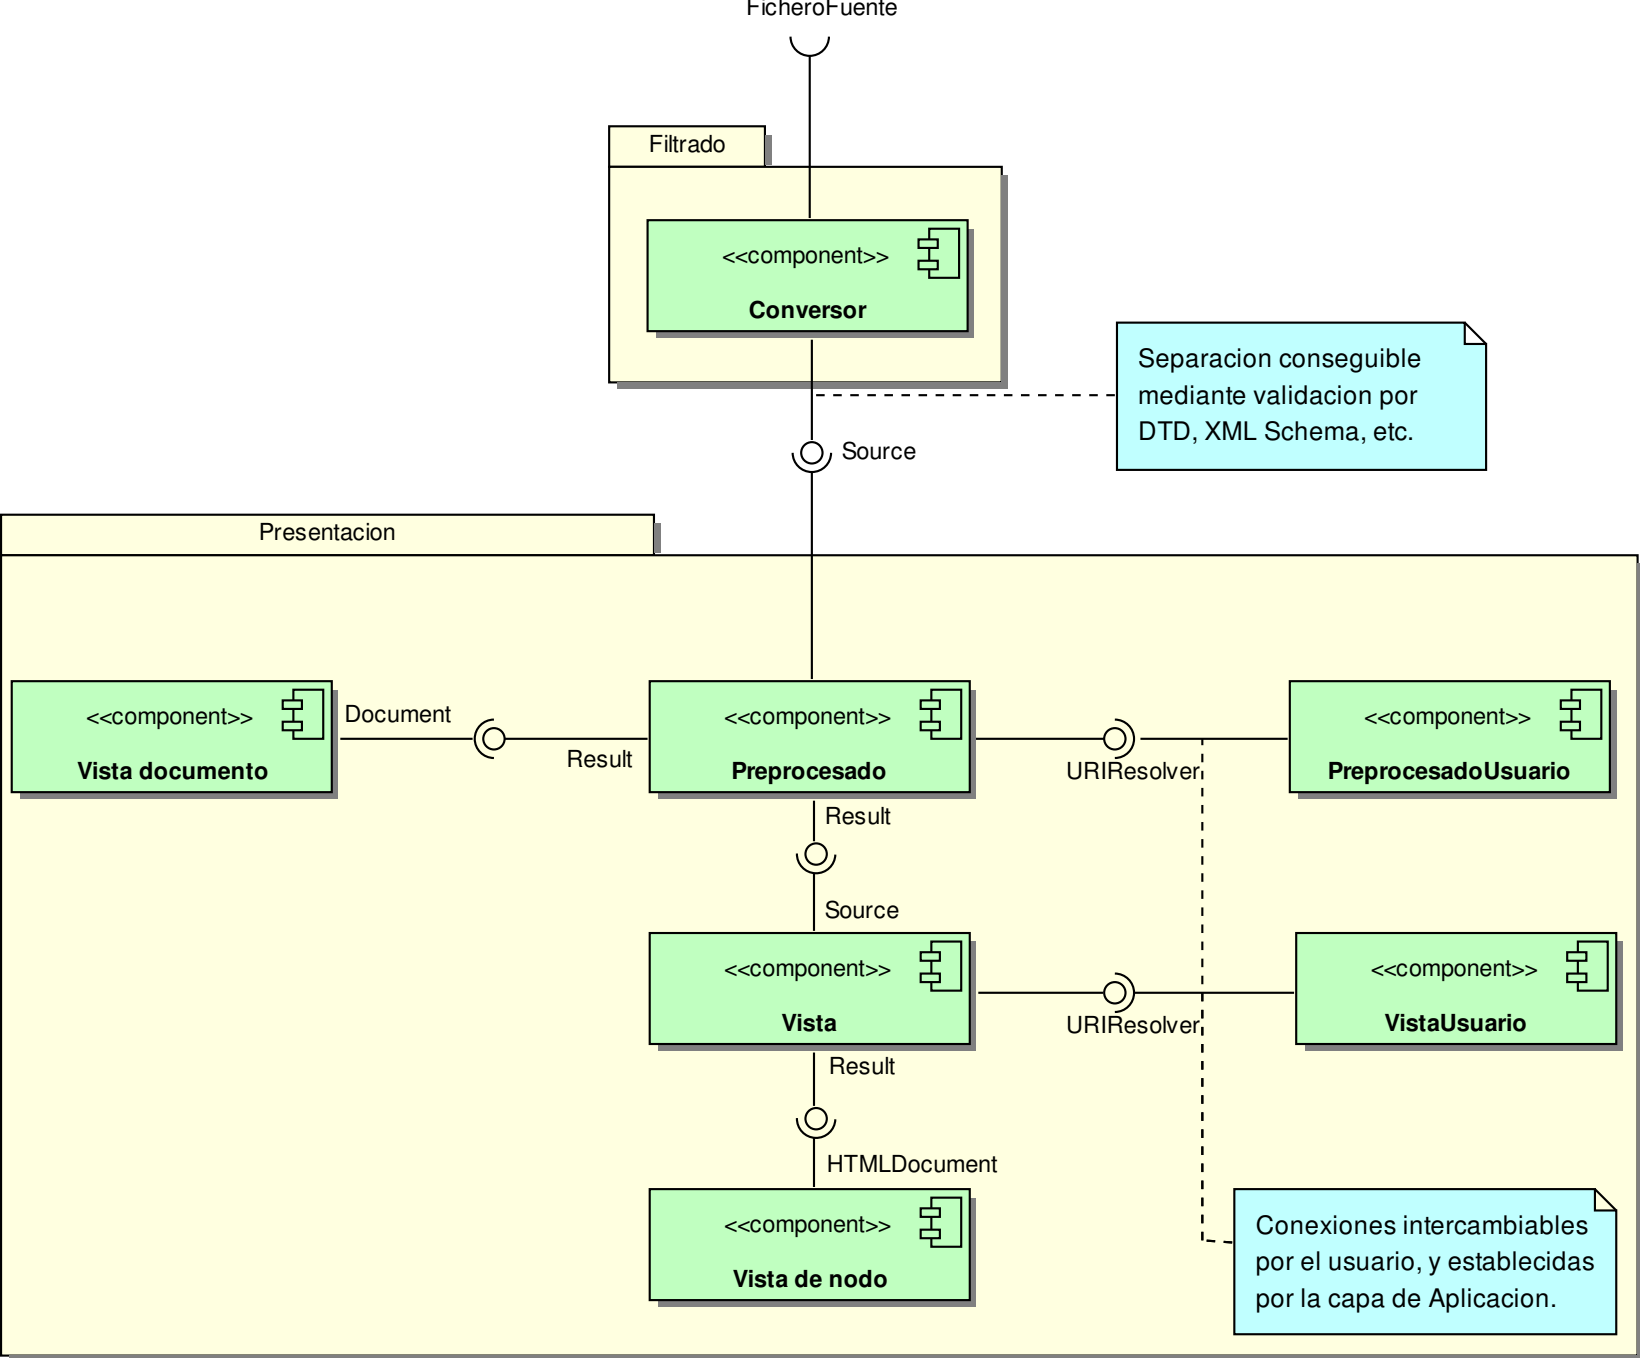 FicheroFuente
Filtrado
<<component>>
Conversor
Separacion conseguible
mediante validacion por
DTD, XML Schema, etc.
Source
Presentacion
<<component>>
Vista documento
Document
Result
<<component>>
Preprocesado
URIResolver
<<component>>
PreprocesadoUsuario
Result
Source
<<component>>
Vista
URIResolver
<<component>>
VistaUsuario
Result
HTMLDocument
<<component>>
Vista de nodo
Conexiones intercambiables
por el usuario, y establecidas
por la capa de Aplicacion.